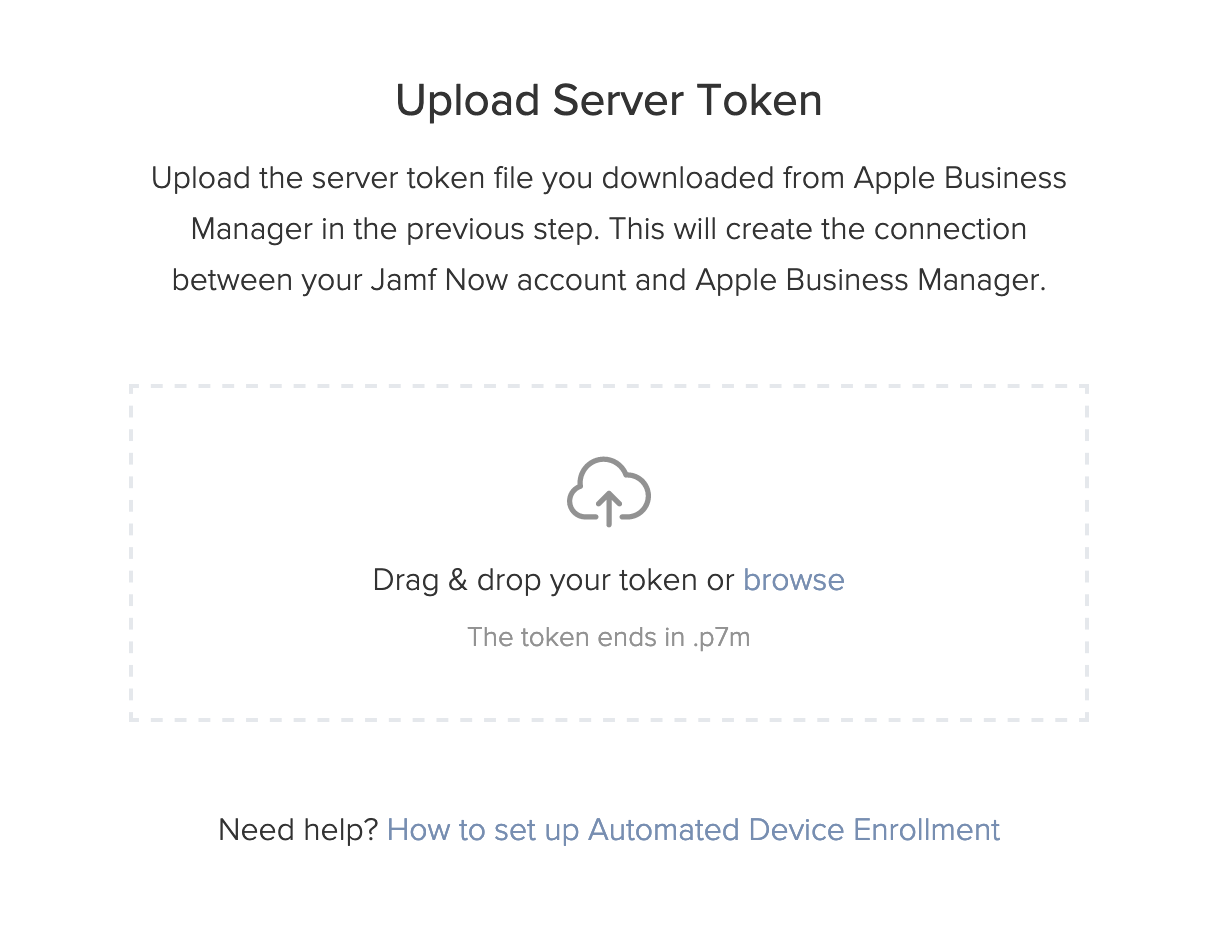 Upload Server Token
Upload the server token file you downloaded from Apple Business
Manager in the previous step. This will create the connection
between your Jamf Now account and Apple Business Manager.
Drag & drop your token or browse
The token ends in .p7m
Need help? How to set up Automated Device Enrollment